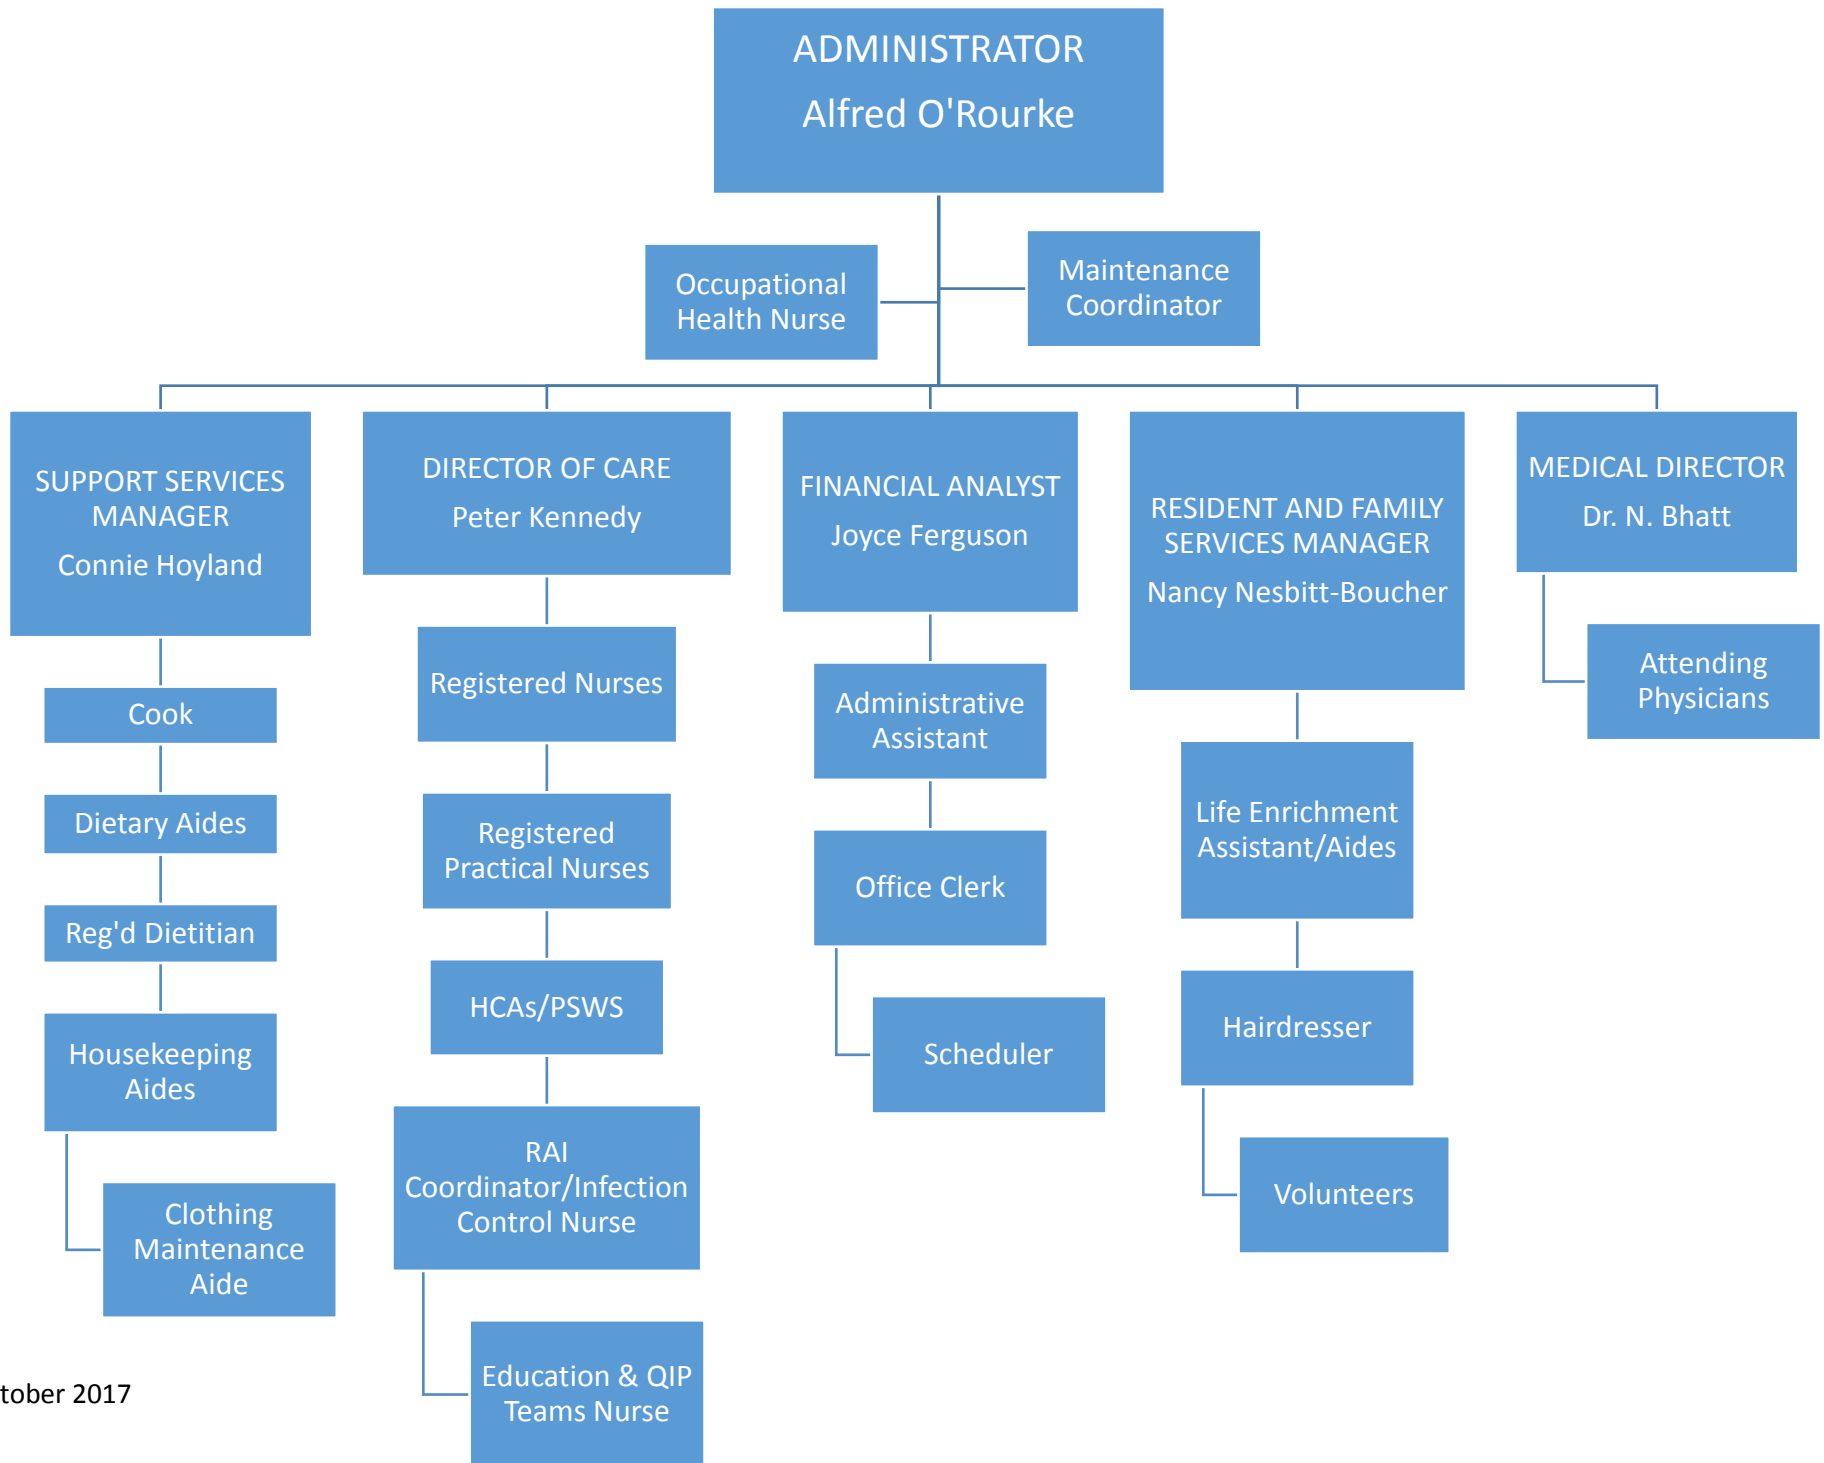 ADMINISTRATOR
Alfred O'Rourke
Occupational
Health Nurse
Maintenance
Coordinator
SUPPORT SERVICES
MANAGER
Connie Hoyland
Cook
Dietary Aides
Reg'd Dietitian
Housekeeping
Aides
Clothing
Maintenance
Aide
DIRECTOR OF CARE
Peter Kennedy
Registered Nurses
Registered
Practical Nurses
HCAs/PSWS
RAI
Coordinator/Infection
Control Nurse
Education & QIP
Teams Nurse
FINANCIAL ANALYST
Joyce Ferguson
Administrative
Assistant
Office Clerk
Scheduler
RESIDENT AND FAMILY
SERVICES MANAGER
Nancy Nesbitt-Boucher
Life Enrichment
Assistant/Aides
Hairdresser
Volunteers
MEDICAL DIRECTOR
Dr. N. Bhatt
Attending
Physicians
tober 2017